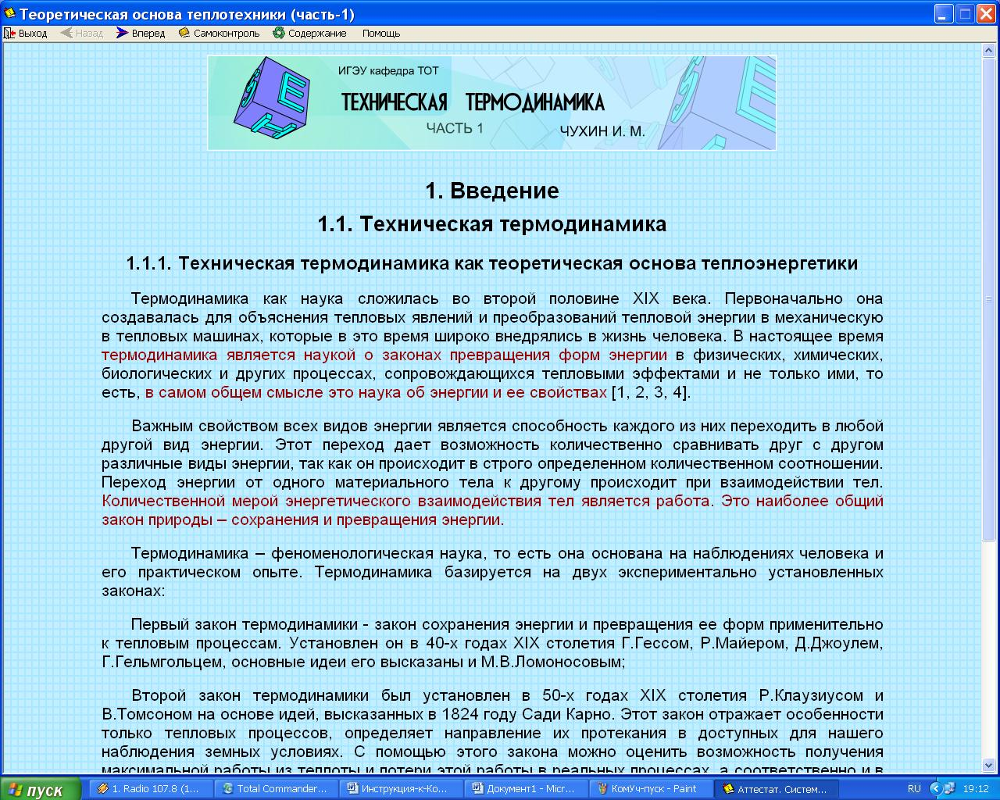 Теоретическая основа теплотехники (часть-1)
Выход Назад Вперед Самоконтроль Содержание Помощь
ИГЭУ кафедра ТОТ
ТЕХНИЧЕСКАЯ ТЕРМОДИНАМИКА
ЧАСТЬ 1
ЧУХИН И. М.
1. Введение
1.1. Техническая термодинамика
1.1.1. Техническая термодинамика как теоретическая основа теплоэнергетики
Термодинамика как наука сложилась во второй половине XIX века. Первоначально она
создавалась для объяснения тепловых явлений и преобразований тепловой энергии в механическую
в тепловых машинах, которые в это время широко внедрялись в жизнь человека. В настоящее время
термодинамика является наукой о законах превращения форм энергии в физических, химических,
биологических и других процессах, сопровождающихся тепловыми эффектами и не только ими, то
есть, в самом общем смысле это наука об энергии и ее свойствах [1, 2, 3, 4].
Важным свойством всех видов энергии является способность каждого из них переходить в любой
другой вид энергии. Этот переход дает возможность количественно сравнивать друг с другом
различные виды энергии, так как он происходит в строго определенном количественном соотношении.
Переход энергии от одного материального тела к другому происходит при взаимодействии тел.
Количественной мерой энергетического взаимодействия тел является работа. Это наиболее общий
закон природы – сохранения и превращения энергии.
Термодинамика – феноменологическая наука, то есть она основана на наблюдениях человека и
его практическом опыте. Термодинамика базируется на двух экспериментально установленных
законах:
Первый закон термодинамики - закон сохранения энергии и превращения ее форм применительно
к тепловым процессам. Установлен он в 40-х годах XIX столетия Г.Гессом, Р.Майером, Д.Джоулем,
Г.Гельмгольцем, основные идеи его высказаны и М.В.Ломоносовым;
Второй закон термодинамики был установлен в 50-х годах XIX столетия Р.Клаузиусом и
В.Томсоном на основе идей, высказанных в 1824 году Сади Карно. Этот закон отражает особенности
только тепловых процессов, определяет направление их протекания в доступных для нашего
наблюдения земных условиях. С помощью этого закона можно оценить возможность получения
максимальной работы из теплоты и потери этой работы в реальных процессах, а соответственно и в
пуск 1. Radio 107.8 (1... Total Commander... Инструкция-к-Ко... Документ1 - Micr... КомУч-пуск - Paint Аттестат. Систем... RU 19:12